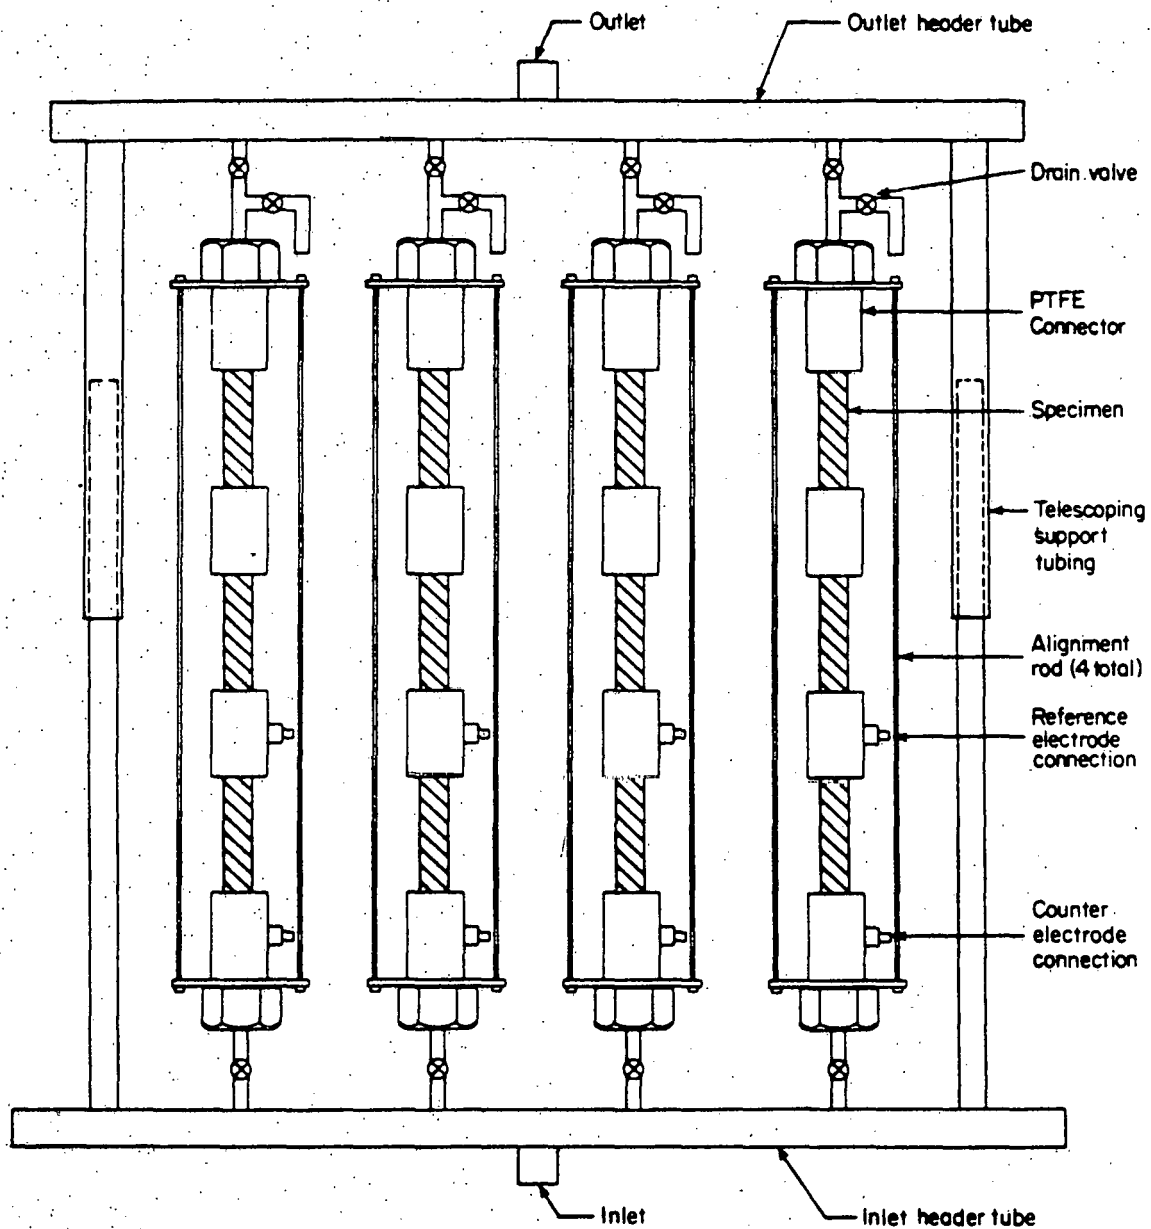 Outlet
Outlet header tube
Drain valve
PTFE
Connector
Specimen
Telescoping
support
tubing
Alignment
rod (4 total)
Reference
electrode
connection
Counter
electrode
connection
Inlet
Inlet header tube